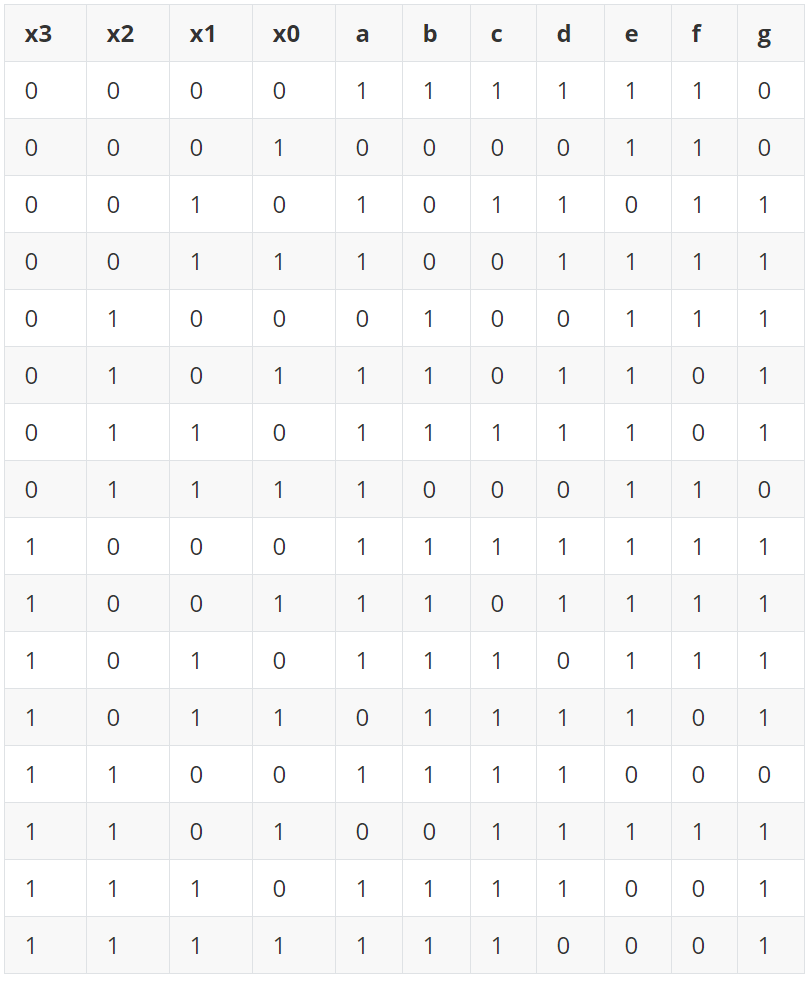 x3 x2 x1 x0 a b c d e f g
0 0 0 0 1 1 1 1 1 1 0
0 0 0 1 0 0 0 0 1 1 0
0 0 1 0 1 0 1 1 0 1 1
0 0 1 1 1 0 0 1 1 1 1
0 1 0 0 0 1 0 0 1 1 1
0 1 0 1 1 1 0 1 1 0 1
0 1 1 0 1 1 1 1 1 0 1
0 1 1 1 1 0 0 0 1 1 0
1 0 0 0 1 1 1 1 1 1 1
1 0 0 1 1 1 0 1 1 1 1
1 0 1 0 1 1 1 0 1 1 1
1 0 1 1 0 1 1 1 1 0 1
1 1 0 0 1 1 1 1 0 0 0
1 1 0 1 0 0 1 1 1 1 1
1 1 1 0 1 1 1 1 0 0 1
1 1 1 1 1 1 1 0 0 0 1